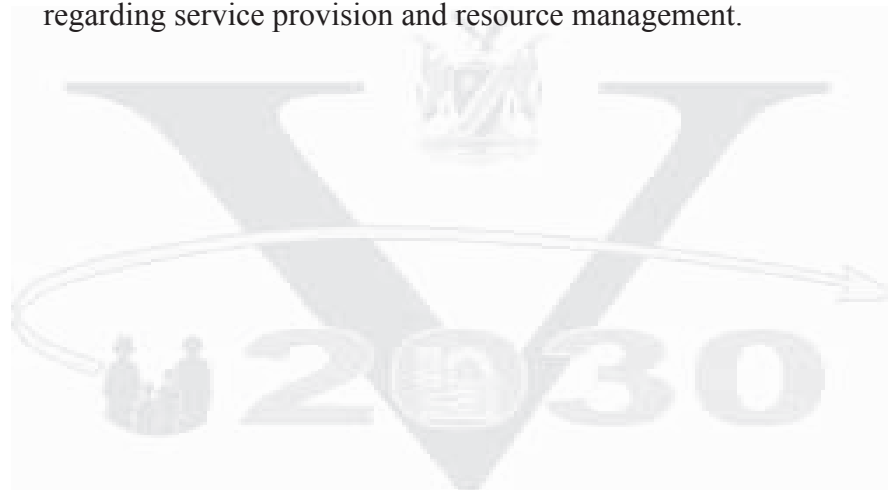 regarding service provision and resource management.
V
2030